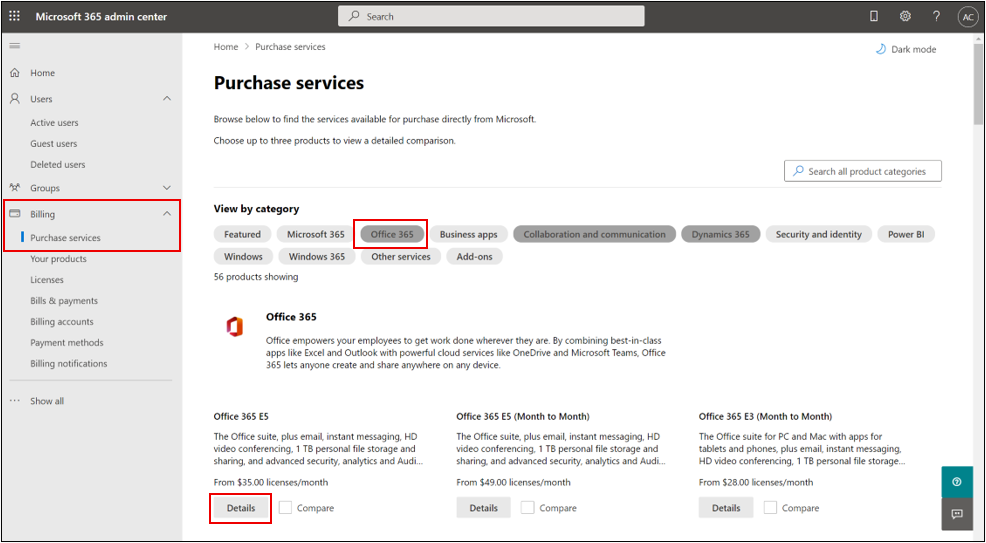 Microsoft 365 admin center
Search
?
AC
Home > Purchase services
Dark mode
Home
Users
Active users
Guest users
Deleted users
Groups
Billing
Purchase services
Your products
Licenses
Bills & payments
Billing accounts
Payment methods
Billing notifications
Show all
Purchase services
Browse below to find the services available for purchase directly from Microsoft.
Choose up to three products to view a detailed comparison.
Search all product categories
View by category
Featured Microsoft 365 Office 365 Business apps Collaboration and communication Dynamics 365 Security and identity Power BI
Windows Windows 365 Other services Add-ons
56 products showing
Office 365
Office empowers your employees to get work done wherever they are. By combining best-in-class
apps like Excel and Outlook with powerful cloud services like OneDrive and Microsoft Teams, Office
365 lets anyone create and share anywhere on any device.
Office 365 E5
The Office suite, plus email, instant messaging, HD
video conferencing, 1 TB personal file storage and
sharing, and advanced security, analytics and Audi...
From $35.00 licenses/month
Details Compare
Office 365 E5 (Month to Month)
The Office suite, plus email, instant messaging, HD
video conferencing, 1 TB personal file storage and
sharing, and advanced security, analytics and Audi...
From $49.00 licenses/month
Details Compare
Office 365 E3 (Month to Month)
The Office suite for PC and Mac with apps for
tablets and phones, plus email, instant messaging,
HD video conferencing, 1 TB personal file storage...
From $28.00 licenses/month
Details Compare